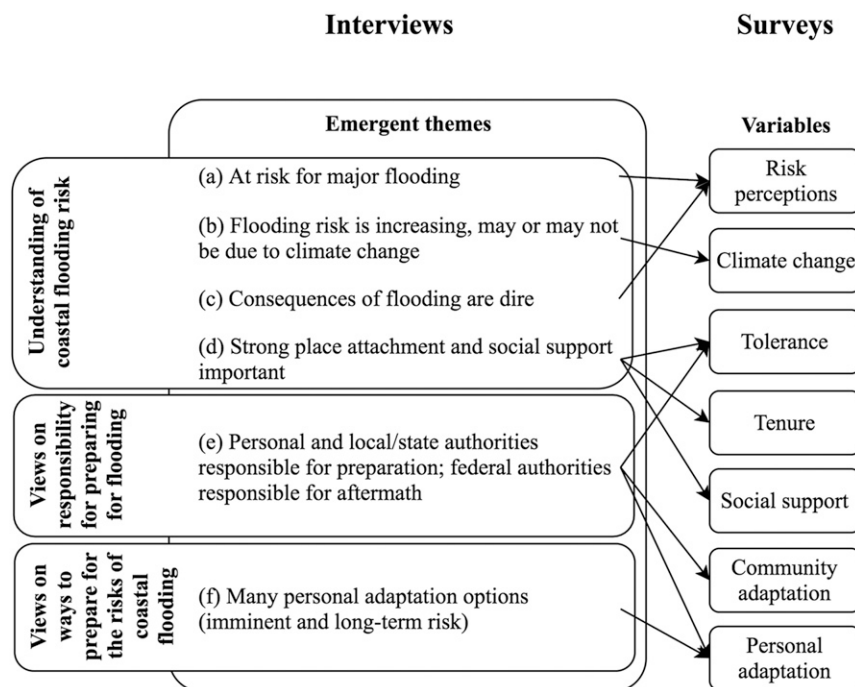 Interviews
Surveys
Emergent themes
Variables
Understanding of
coastal flooding risk
(a) At risk for major flooding
(b) Flooding risk is increasing, may or may not
be due to climate change
(c) Consequences of flooding are dire
(d) Strong place attachment and social support
important
Views on
responsibility
for preparing
for flooding
(e) Personal and local/state authorities
responsible for preparation; federal authorities
responsible for aftermath
Views on
ways to
prepare for
the risks of
coastal
flooding
(f) Many personal adaptation options
(imminent and long-term risk)
Risk
perceptions
Climate change
Tolerance
Tenure
Social support
Community
adaptation
Personal
adaptation